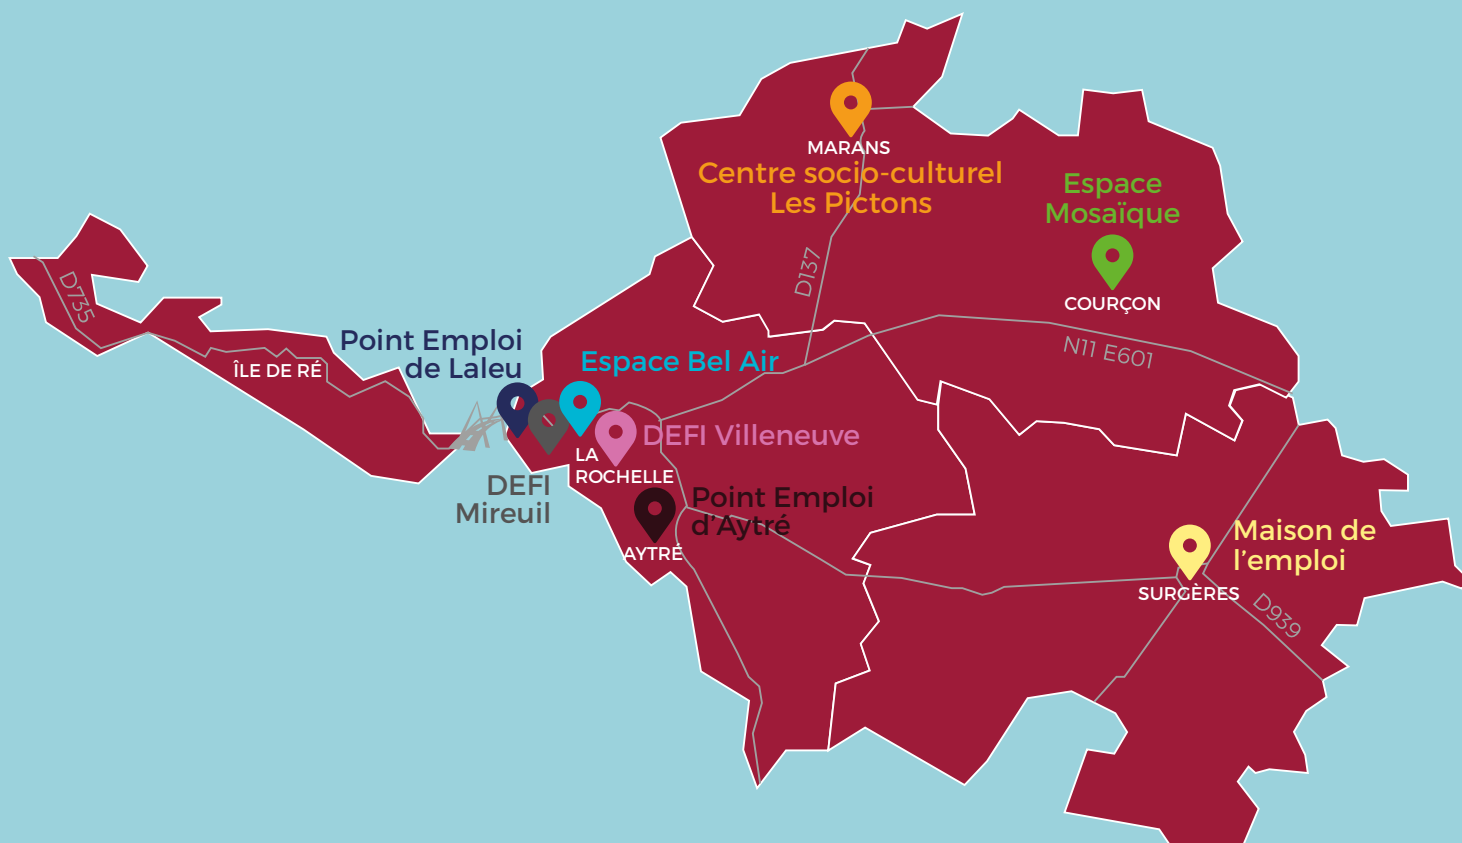 MARANS
Centre socio-culturel
Les Pictons
Espace
Mosaïque
COURÇON
D137
D735
N11 E601
Point Emploi
de Laleu
ÎLE DE RÉ
Espace Bel Air
DEFI Villeneuve
LA
ROCHELLE
DEFI
Mireuil
Point Emploi
d'Aytré
AYTRÉ
Maison de
l'emploi
SURGÈRES
D939